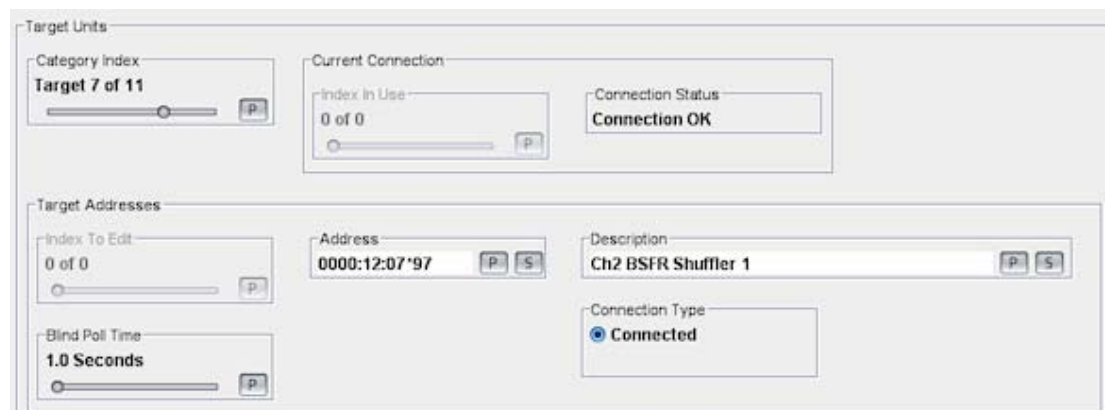 Target Units
Category Index
Target 7 of 11
P
Current Connection
Index In Use
0 of 0
P
Connection Status
Connection OK
Target Addresses
Index To Edit
0 of 0
P
Address
0000:12:07*97 P S
Description
Ch2 BSFR Shuffler 1 P S
Blind Poll Time
1.0 Seconds
P
Connection Type
Connected